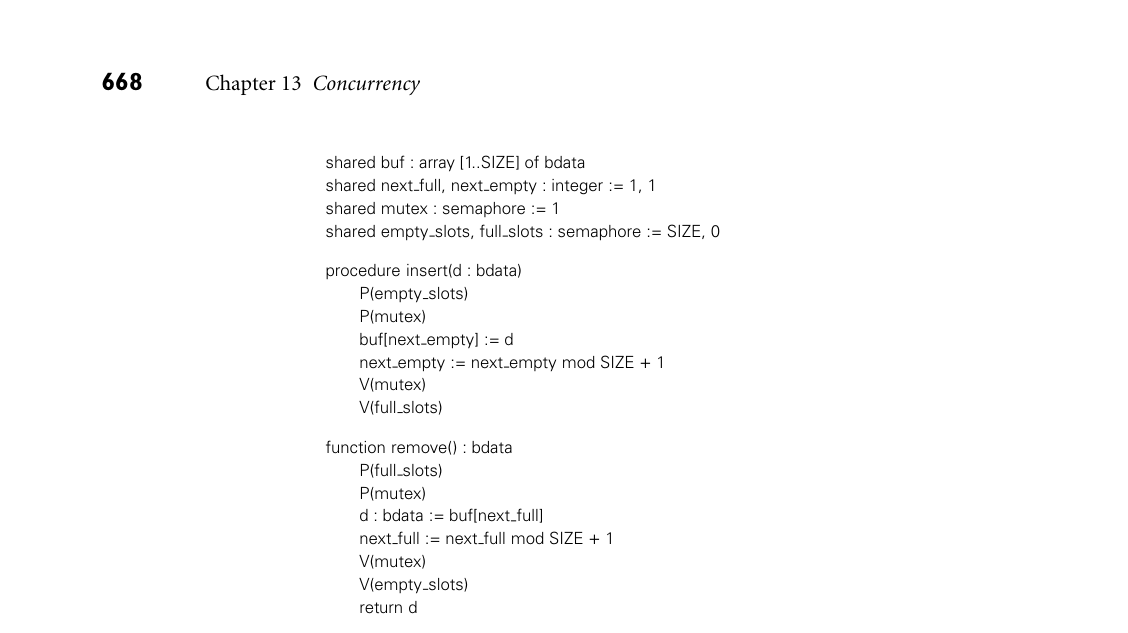 668 Chapter 13 Concurrency
shared buf : array [1..SIZE] of bdata
shared next_full, next_empty : integer := 1, 1
shared mutex : semaphore := 1
shared empty_slots, full_slots : semaphore := SIZE, 0
procedure insert(d : bdata)
P(empty_slots)
P(mutex)
buf[next_empty] := d
next_empty := next_empty mod SIZE + 1
V(mutex)
V(full_slots)
function remove() : bdata
P(full_slots)
P(mutex)
d : bdata := buf[next_full]
next_full := next_full mod SIZE + 1
V(mutex)
V(empty_slots)
return d